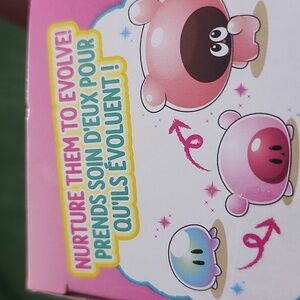 NURTURE THEM TO EVOLVE!
PRENDS SOIN D'EUX POUR
QU'ILS ÉVOLUENT !